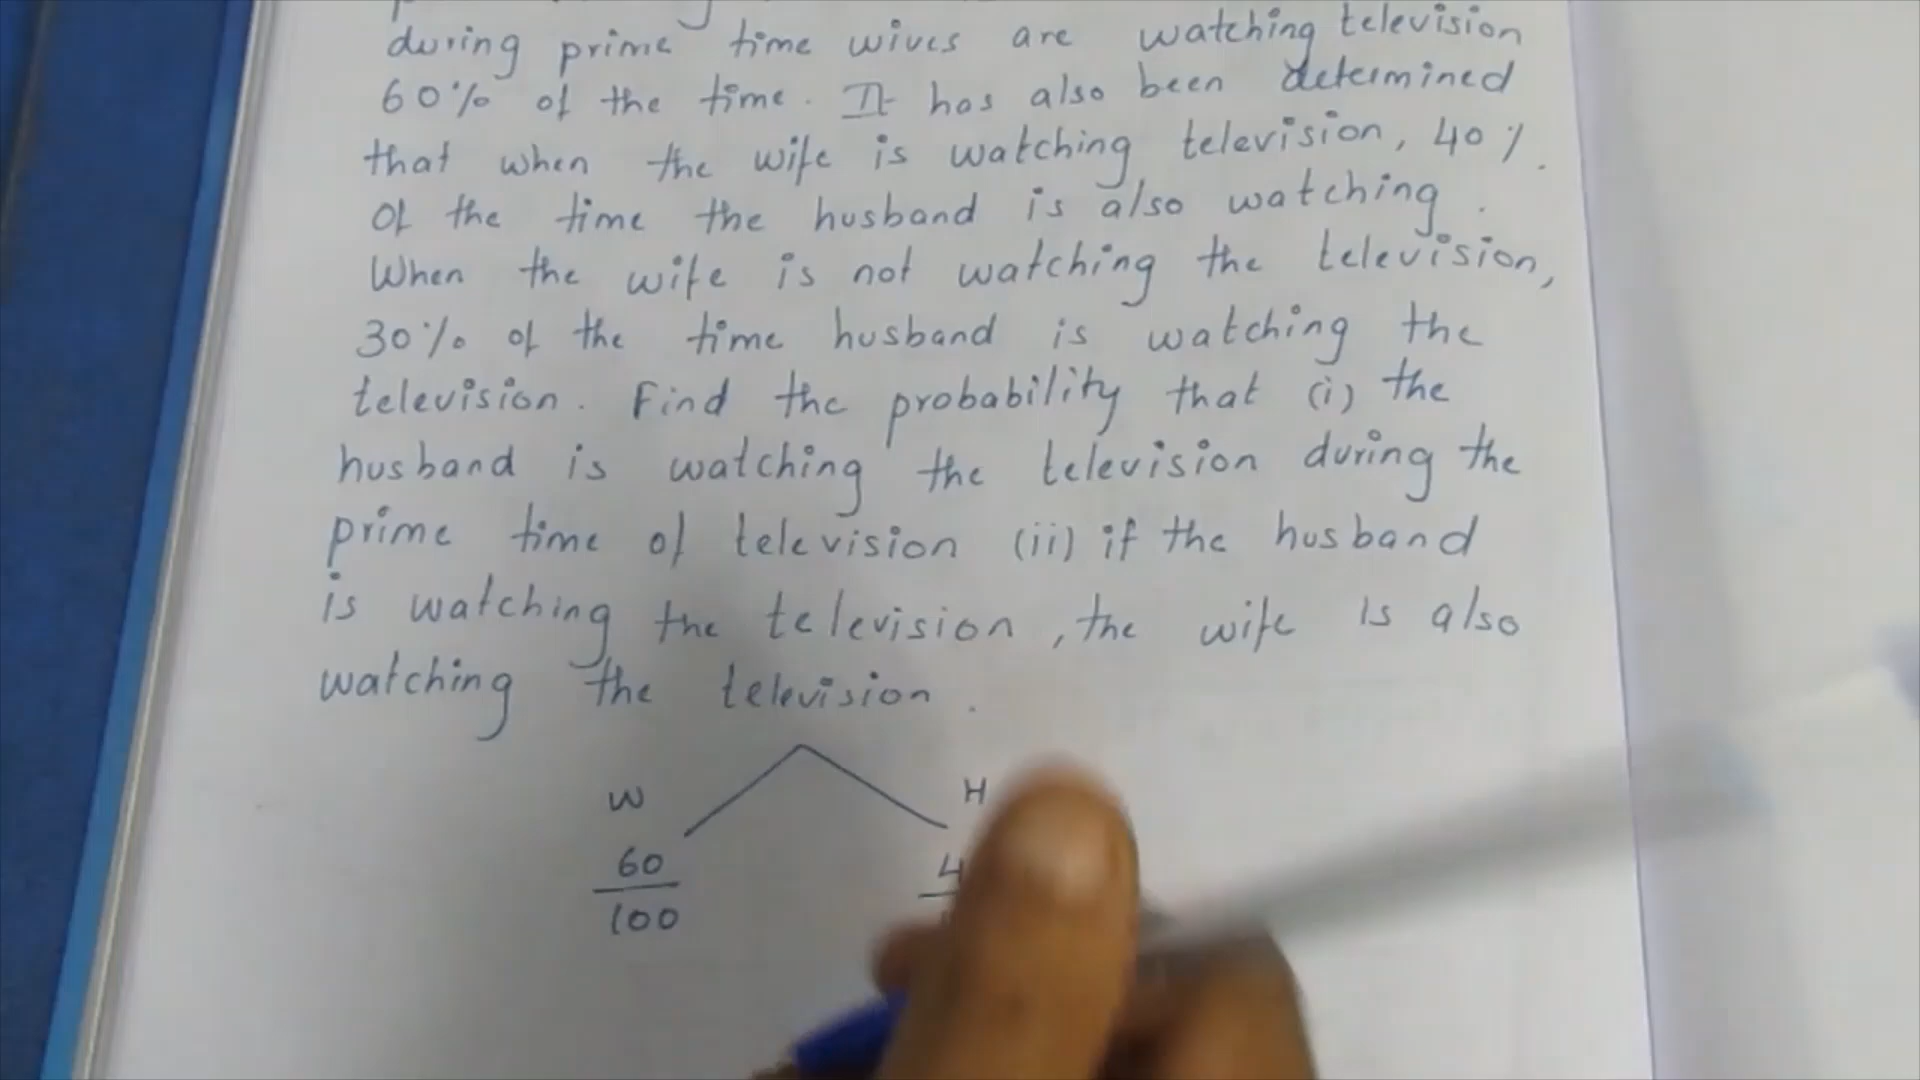 during prime time wives are watching television
60% of the time. It has also been determined
that when the wife is watching television, 40%.
Of the time the husband is also watching.
When the wife is not watching the television,
30% of the time husband is watching the
television. Find the probability that (i) the
husband is watching the television during the
prime time of television (ii) if the husband
is watching the television, the wife is also
watching the television.
W H
60 4
100